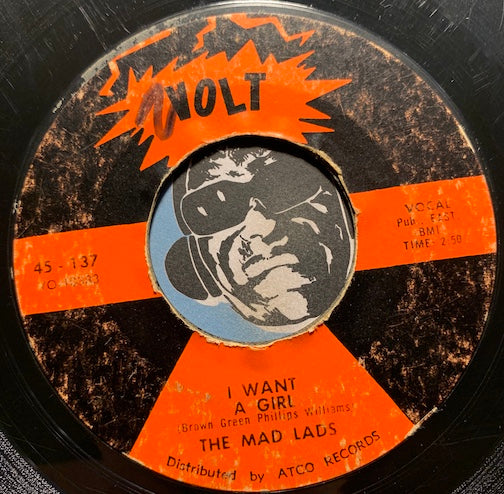 VOLT
VOCAL
Pub. EAST
BMI
TIME: 2:50
45 - 137
I WANT
A GIRL
(Brown Green Phillips Williams)
THE MAD LADS
Distributed by ATCO RECORDS